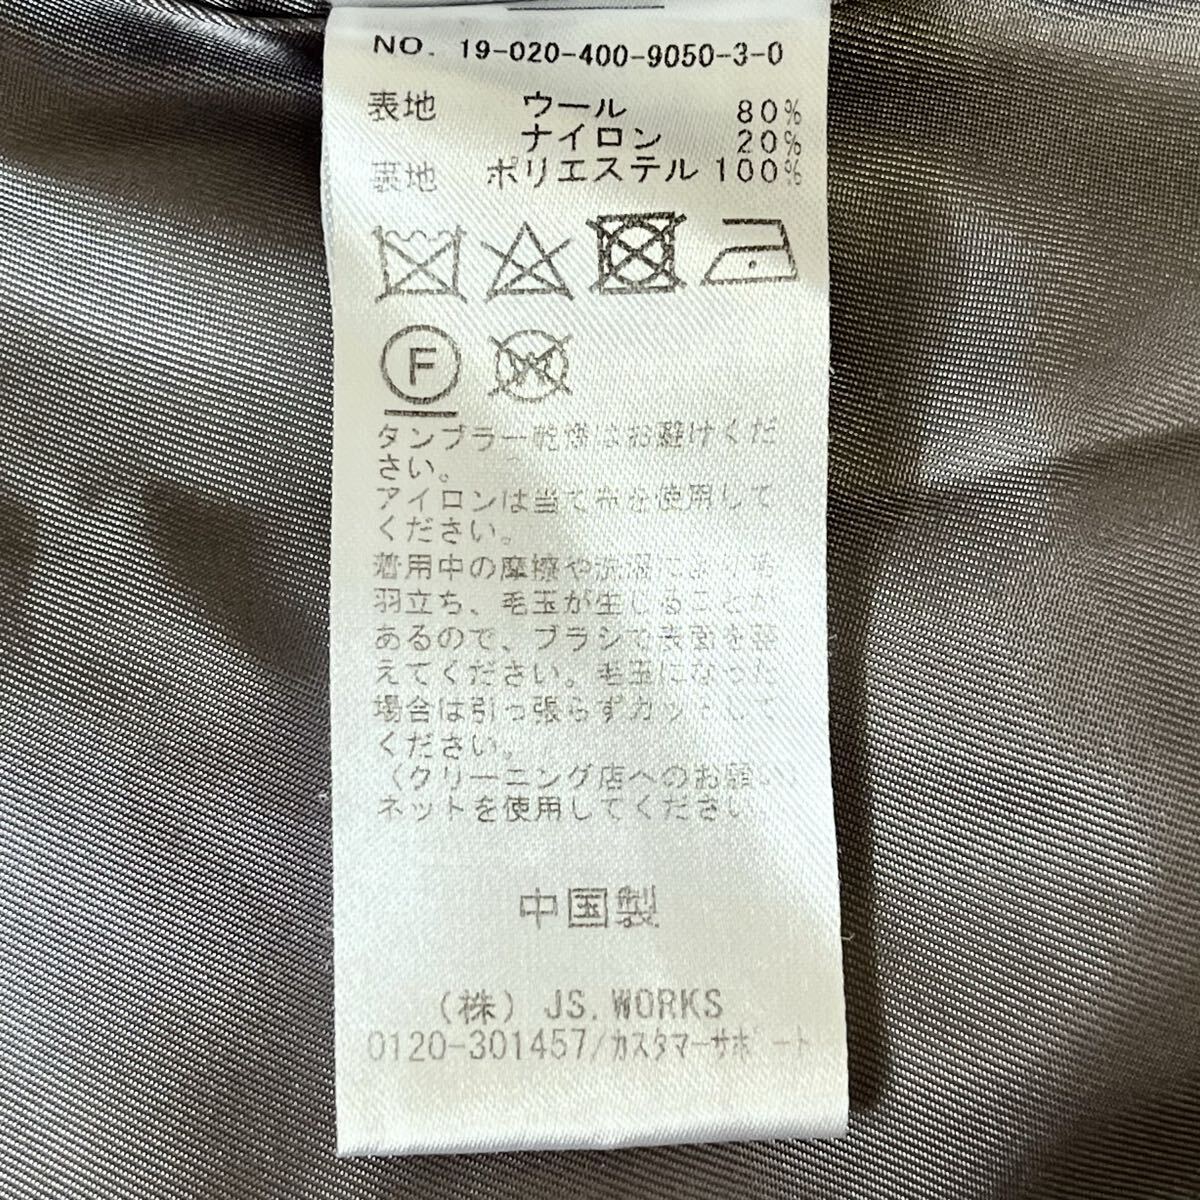 NO. 19-020-400-9050-3-0
表地 ウール 80%
ナイロン 20%
裏地 ポリエステル 100%
F
W
タンブラー乾燥はお避けくだ
さい。
アイロンは当て布を使用して
ください。
着用中の摩擦や洗濯により毛
羽立ち、毛玉が生じることが
あるので、ブラシで表面を整
えてください。毛玉になった
場合は引っ張らずカットして
ください。
(クリーニング店へのお願い)
ネットを使用してください
中国製
(株) JS.WORKS
0120-301457/カスタマーサポート